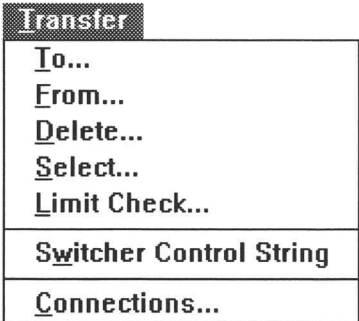 Transfer
To...
From...
Delete...
Select...
Limit Check...
Switcher Control String
Connections...